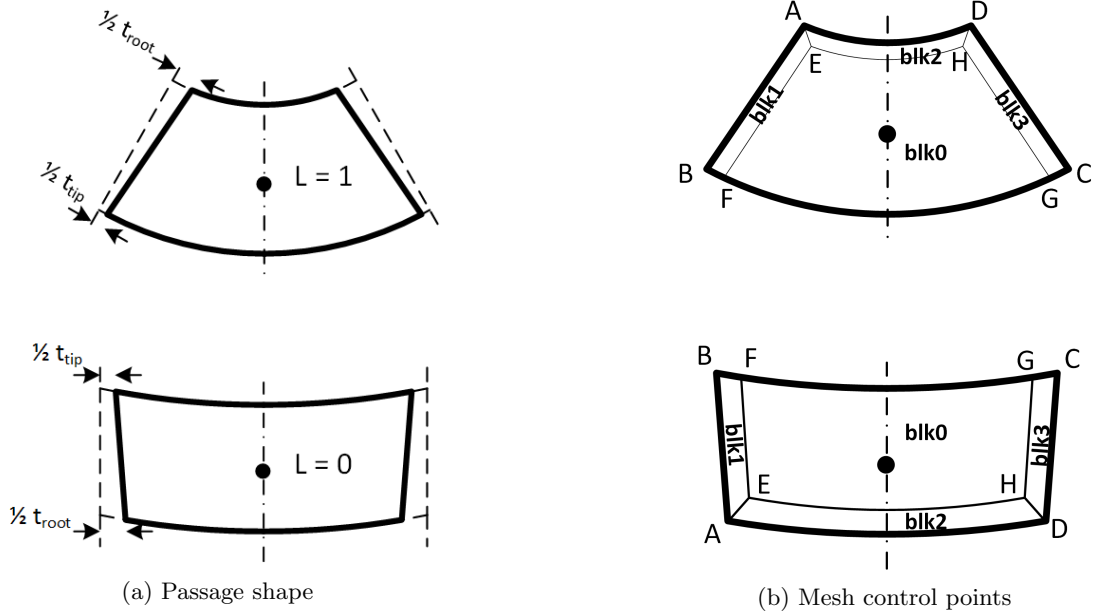 ½ t_root
½ t_tip
L = 1
½ t_tip
L = 0
½ t_root
(a) Passage shape
A D
E blk2 H
blk1 blk3
blk0
B C
F G
B F G C
blk1 blk0 blk3
E H
A blk2 D
(b) Mesh control points